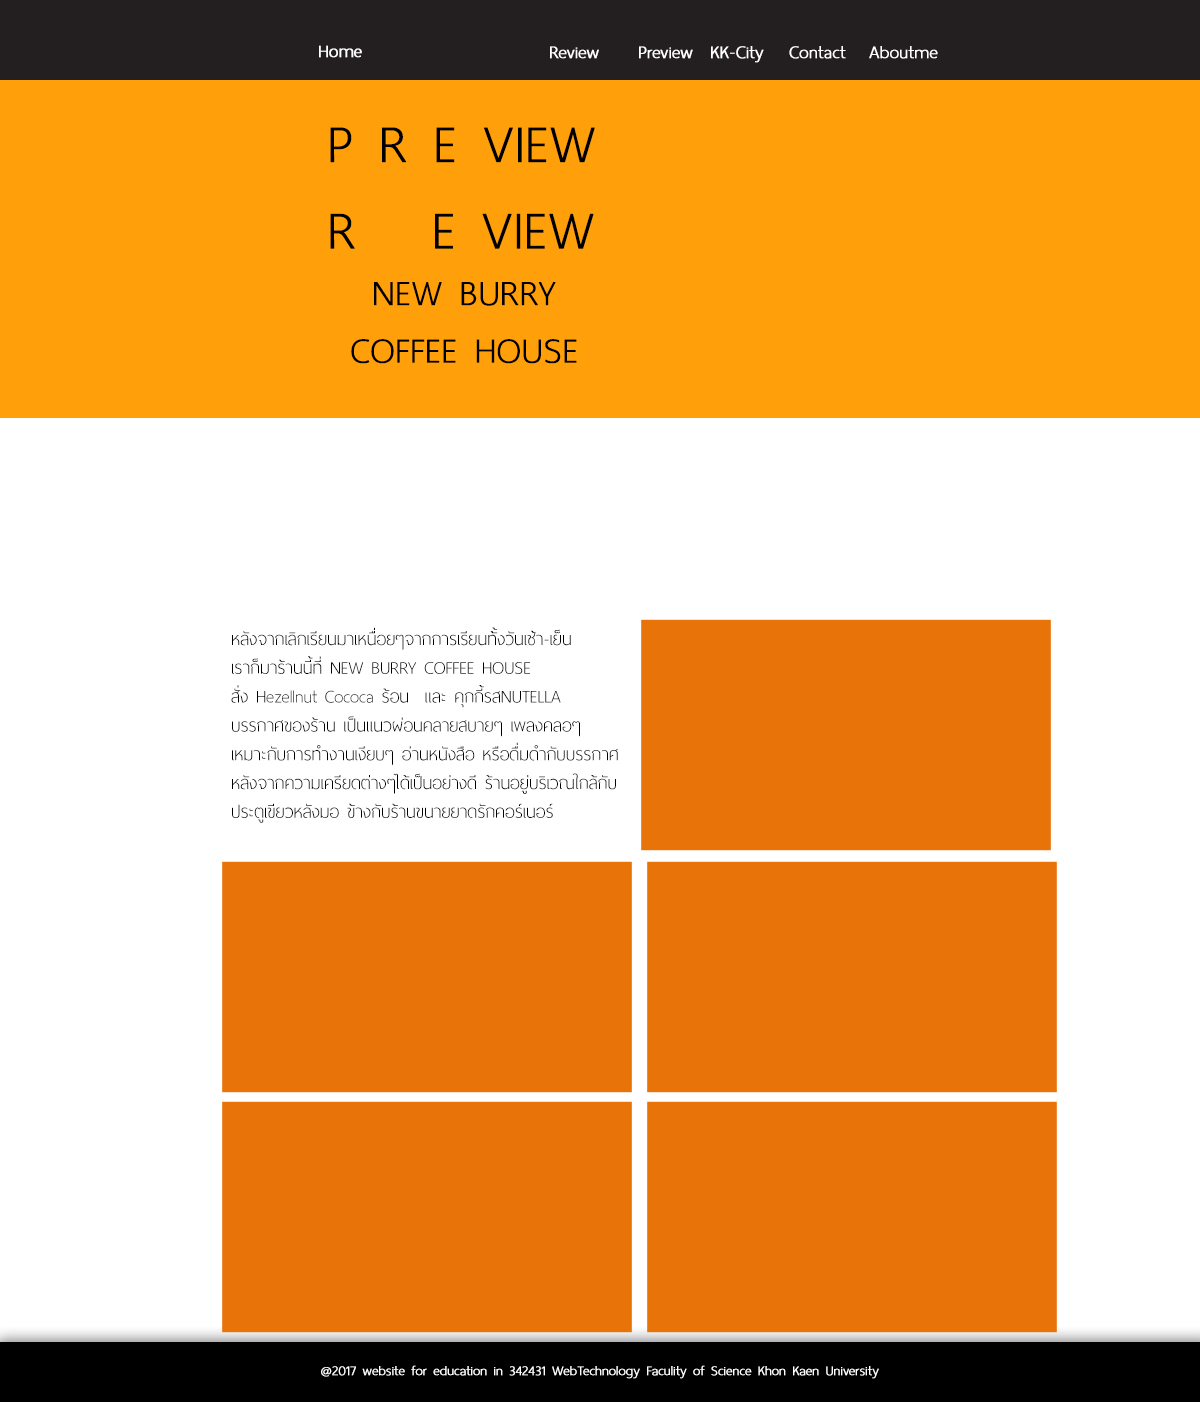 Home Review Preview KK-City Contact Aboutme
P R E VIEW
R E VIEW
NEW BURRY
COFFEE HOUSE
หลังจากเลิกเรียนมาเหนื่อยๆจากการเรียนทั้งวันเช้า-เย็น
เราก็มาร้านนี้ที่ NEW BURRY COFFEE HOUSE
สั่ง Hezellnut Cococa ร้อน และ คุกกี้รสNUTELLA
บรรกาศของร้าน เป็นแนวผ่อนคลายสบายๆ เพลงคลอๆ
เหมาะกับการทำงานเงียบๆ อ่านหนังสือ หรือดื่มดำกับบรรกาศ
หลังจากความเครียดต่างๆได้เป็นอย่างดี ร้านอยู่บริเวณใกล้กับ
ประตูเขียวหลังมอ ข้างกับร้านขนายยาดรักคอร์เนอร์
@2017 website for education in 342431 WebTechnology Faculity of Science Khon Kaen University